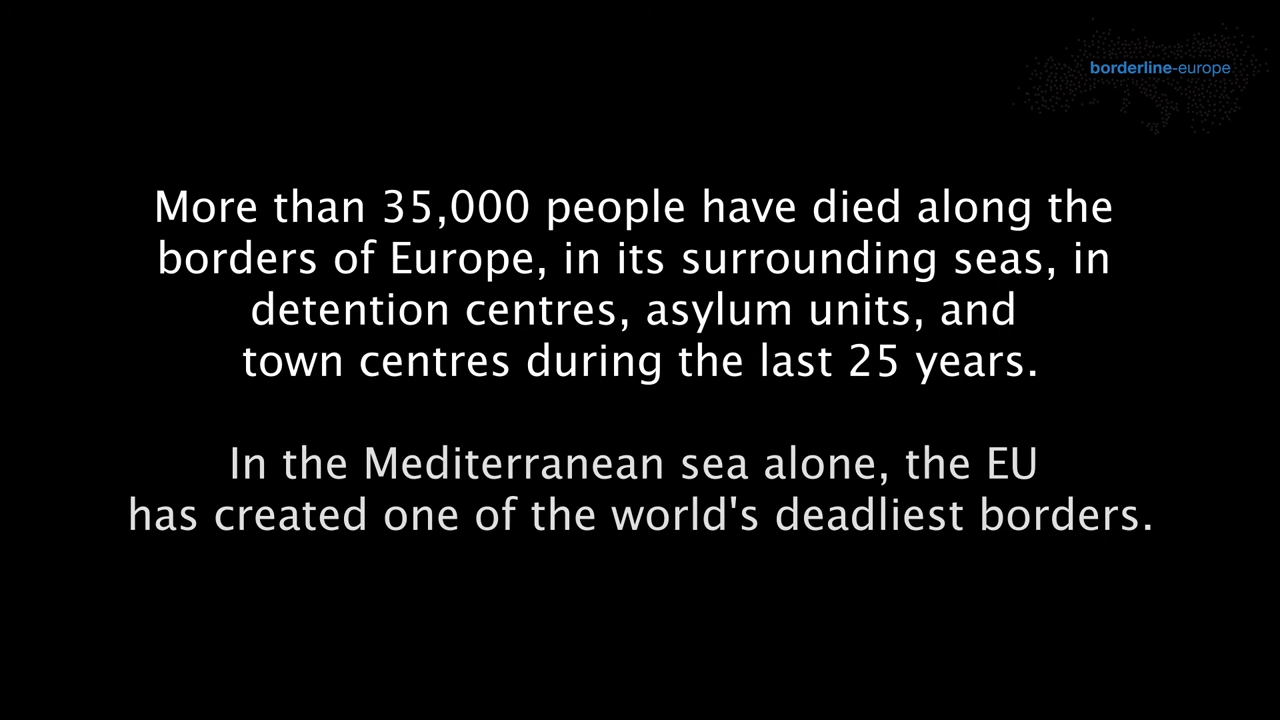 borderline-europe
More than 35,000 people have died along the
borders of Europe, in its surrounding seas, in
detention centres, asylum units, and
town centres during the last 25 years.
In the Mediterranean sea alone, the EU
has created one of the world's deadliest borders.